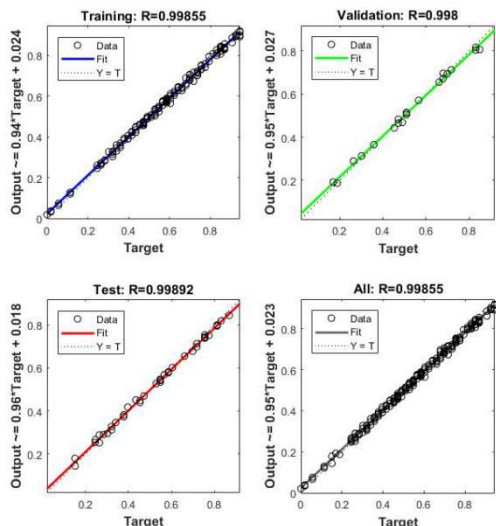 Training: R=0.99855
Output ~= 0.94*Target + 0.024
Data
Fit
Y = T
0.8
0.6
0.4
0.2
0
0 0.2 0.4 0.6 0.8
Target
Validation: R=0.998
Output ~= 0.95*Target + 0.027
Data
Fit
Y = T
0.8
0.6
0.4
0.2
0.2 0.4 0.6 0.8
Target
Test: R=0.99892
Output ~= 0.96*Target + 0.018
Data
Fit
Y = T
0.8
0.6
0.4
0.2
0.2 0.4 0.6 0.8
Target
All: R=0.99855
Output ~= 0.95*Target + 0.023
Data
Fit
Y = T
0.8
0.6
0.4
0.2
0
0 0.2 0.4 0.6 0.8
Target